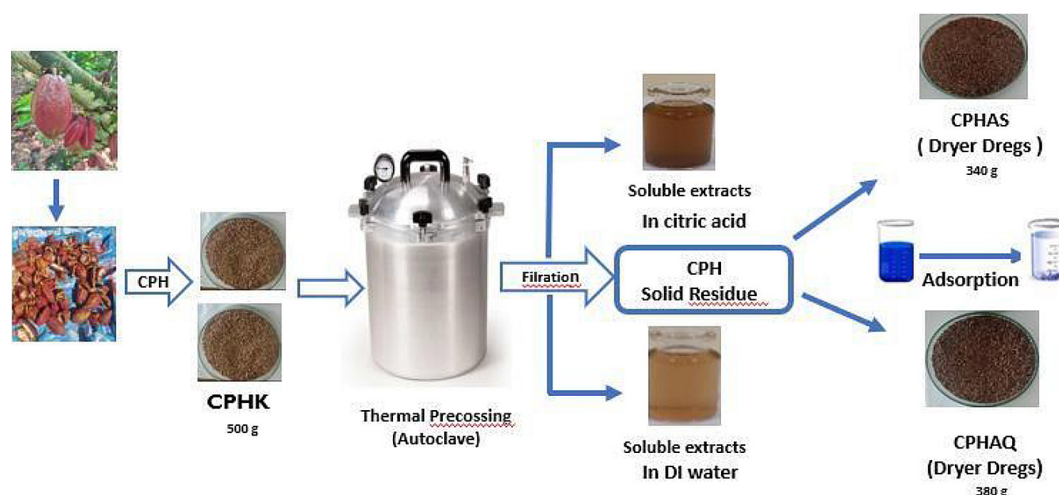 CPH
CPHK
500 g
Thermal Precossing
(Autoclave)
Filration
Soluble extracts
In citric acid
CPH
Solid Residue
Soluble extracts
In DI water
CPHAS
( Dryer Dregs )
340 g
Adsorption
CPHAQ
(Dryer Dregs)
380 g